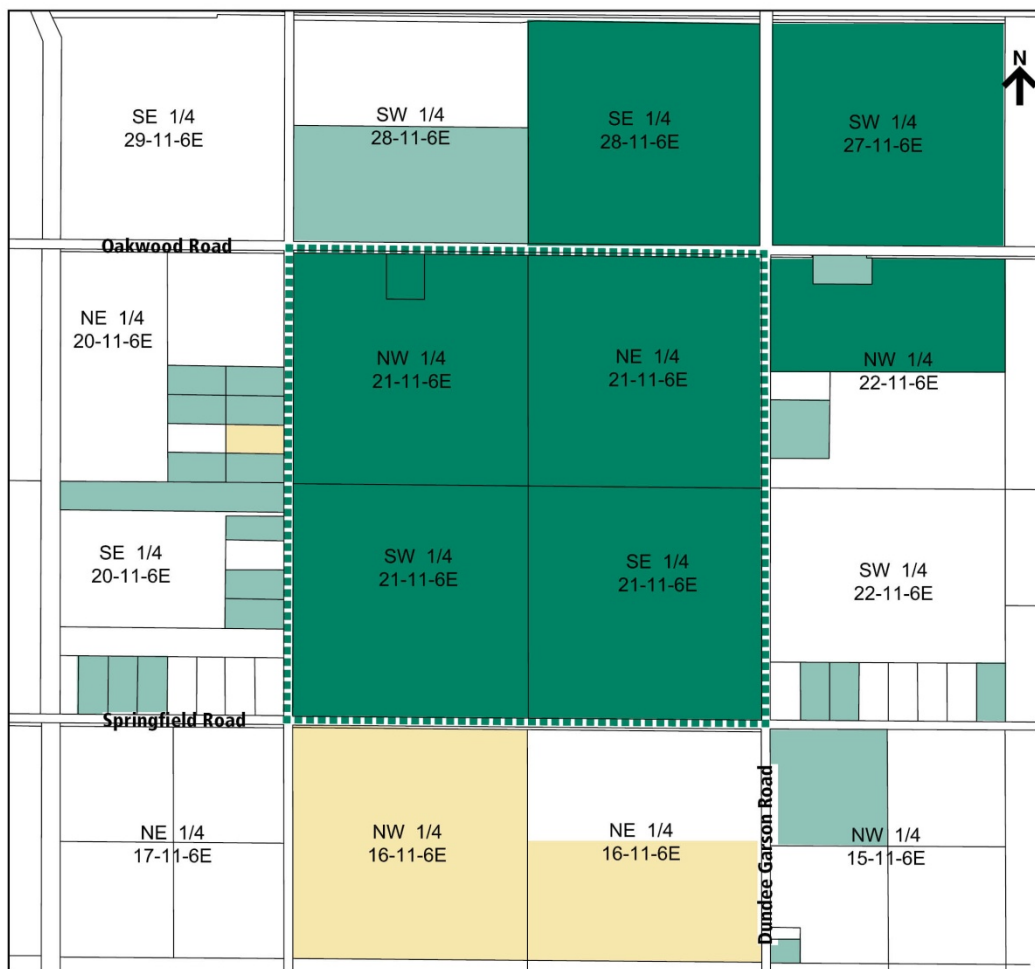 N
SE 1/4
29-11-6E
SW 1/4
28-11-6E
SE 1/4
28-11-6E
SW 1/4
27-11-6E
Oakwood Road
NE 1/4
20-11-6E
NW 1/4
21-11-6E
NE 1/4
21-11-6E
NW 1/4
22-11-6E
SE 1/4
20-11-6E
SW 1/4
21-11-6E
SE 1/4
21-11-6E
SW 1/4
22-11-6E
Springfield Road
NE 1/4
17-11-6E
NW 1/4
16-11-6E
NE 1/4
16-11-6E
Dundee Garson Road
NW 1/4
15-11-6E